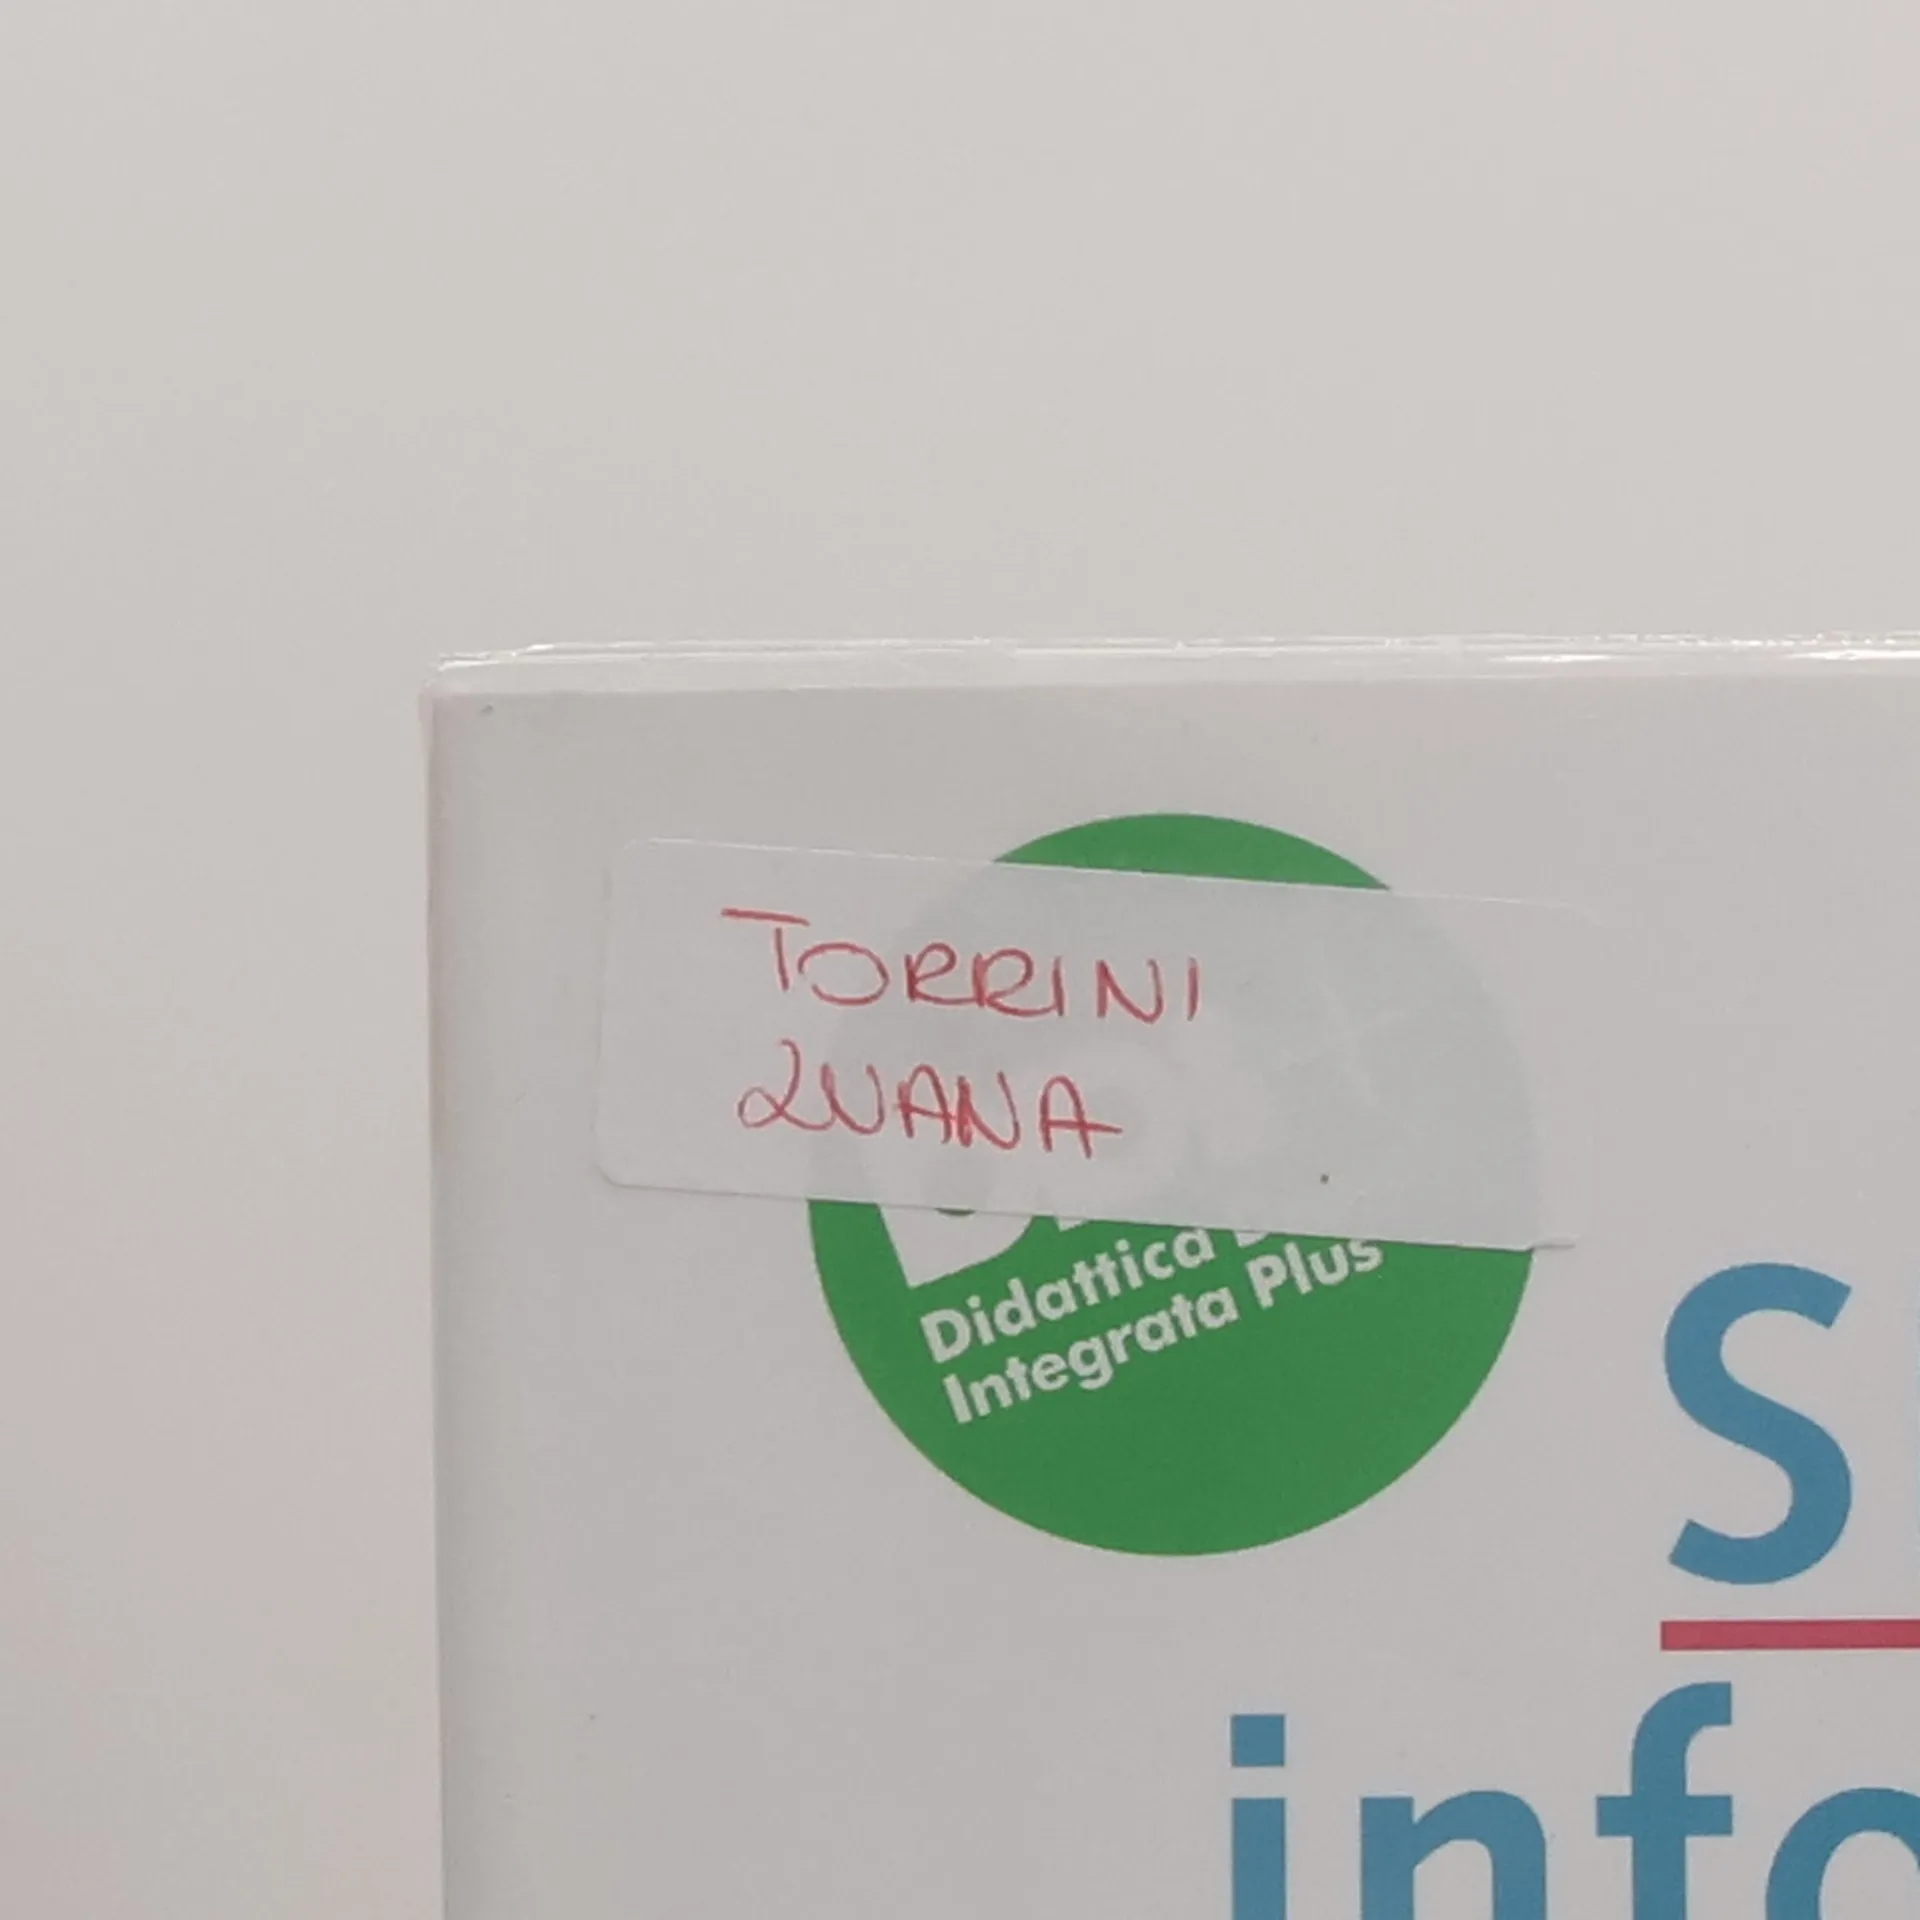 TORRINI
LUANA
Didattica
Integrata Plus
info